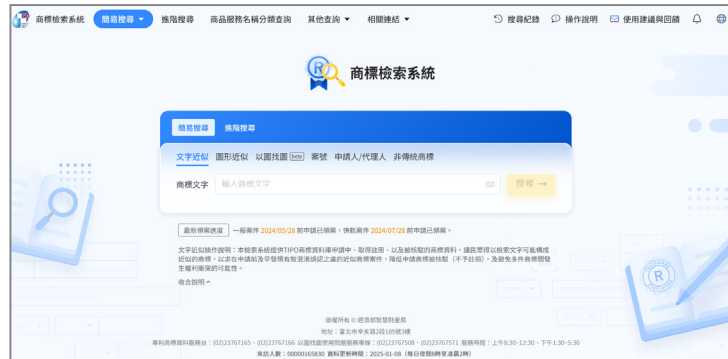 商標檢索系統 簡易搜尋 進階搜尋 商品服務名稱分類查詢 其他查詢 相關連結 搜尋紀錄 操作說明 使用建議與回饋
商標檢索系統
簡易搜尋 進階搜尋
文字近似 圖形近似 以圖找圖 beta 案號 申請人/代理人 非傳統商標
商標文字 輸入商標文字 搜尋 →
最新領案進度 一般案件 2024/05/28 前申請已領案，快軌案件 2024/07/28 前申請已領案。
文字近似操作說明：本檢索系統提供TIPO商標資料庫申請中、取得註冊、以及被核駁的商標資料，讓民眾得以檢索文字可能構成
近似的商標，以求在申請前及早發現有致混淆誤認之虞的近似商標案件，降低申請商標被核駁（不予註冊），及避免多件商標間發
生權利衝突的可能性。
收合說明
版權所有 © 經濟部智慧財產局
地址：臺北市辛亥路2段185號3樓
專利商標資料服務台：(02)23767165、(02)23767166 以圖找圖使用問題服務專線：(02)23767508、(02)23767571 服務時間：上午8:30-12:30、下午1:30-5:30
來訪人數：00000165830 資料更新時間：2025-01-08（每日夜間8時至凌晨2時）